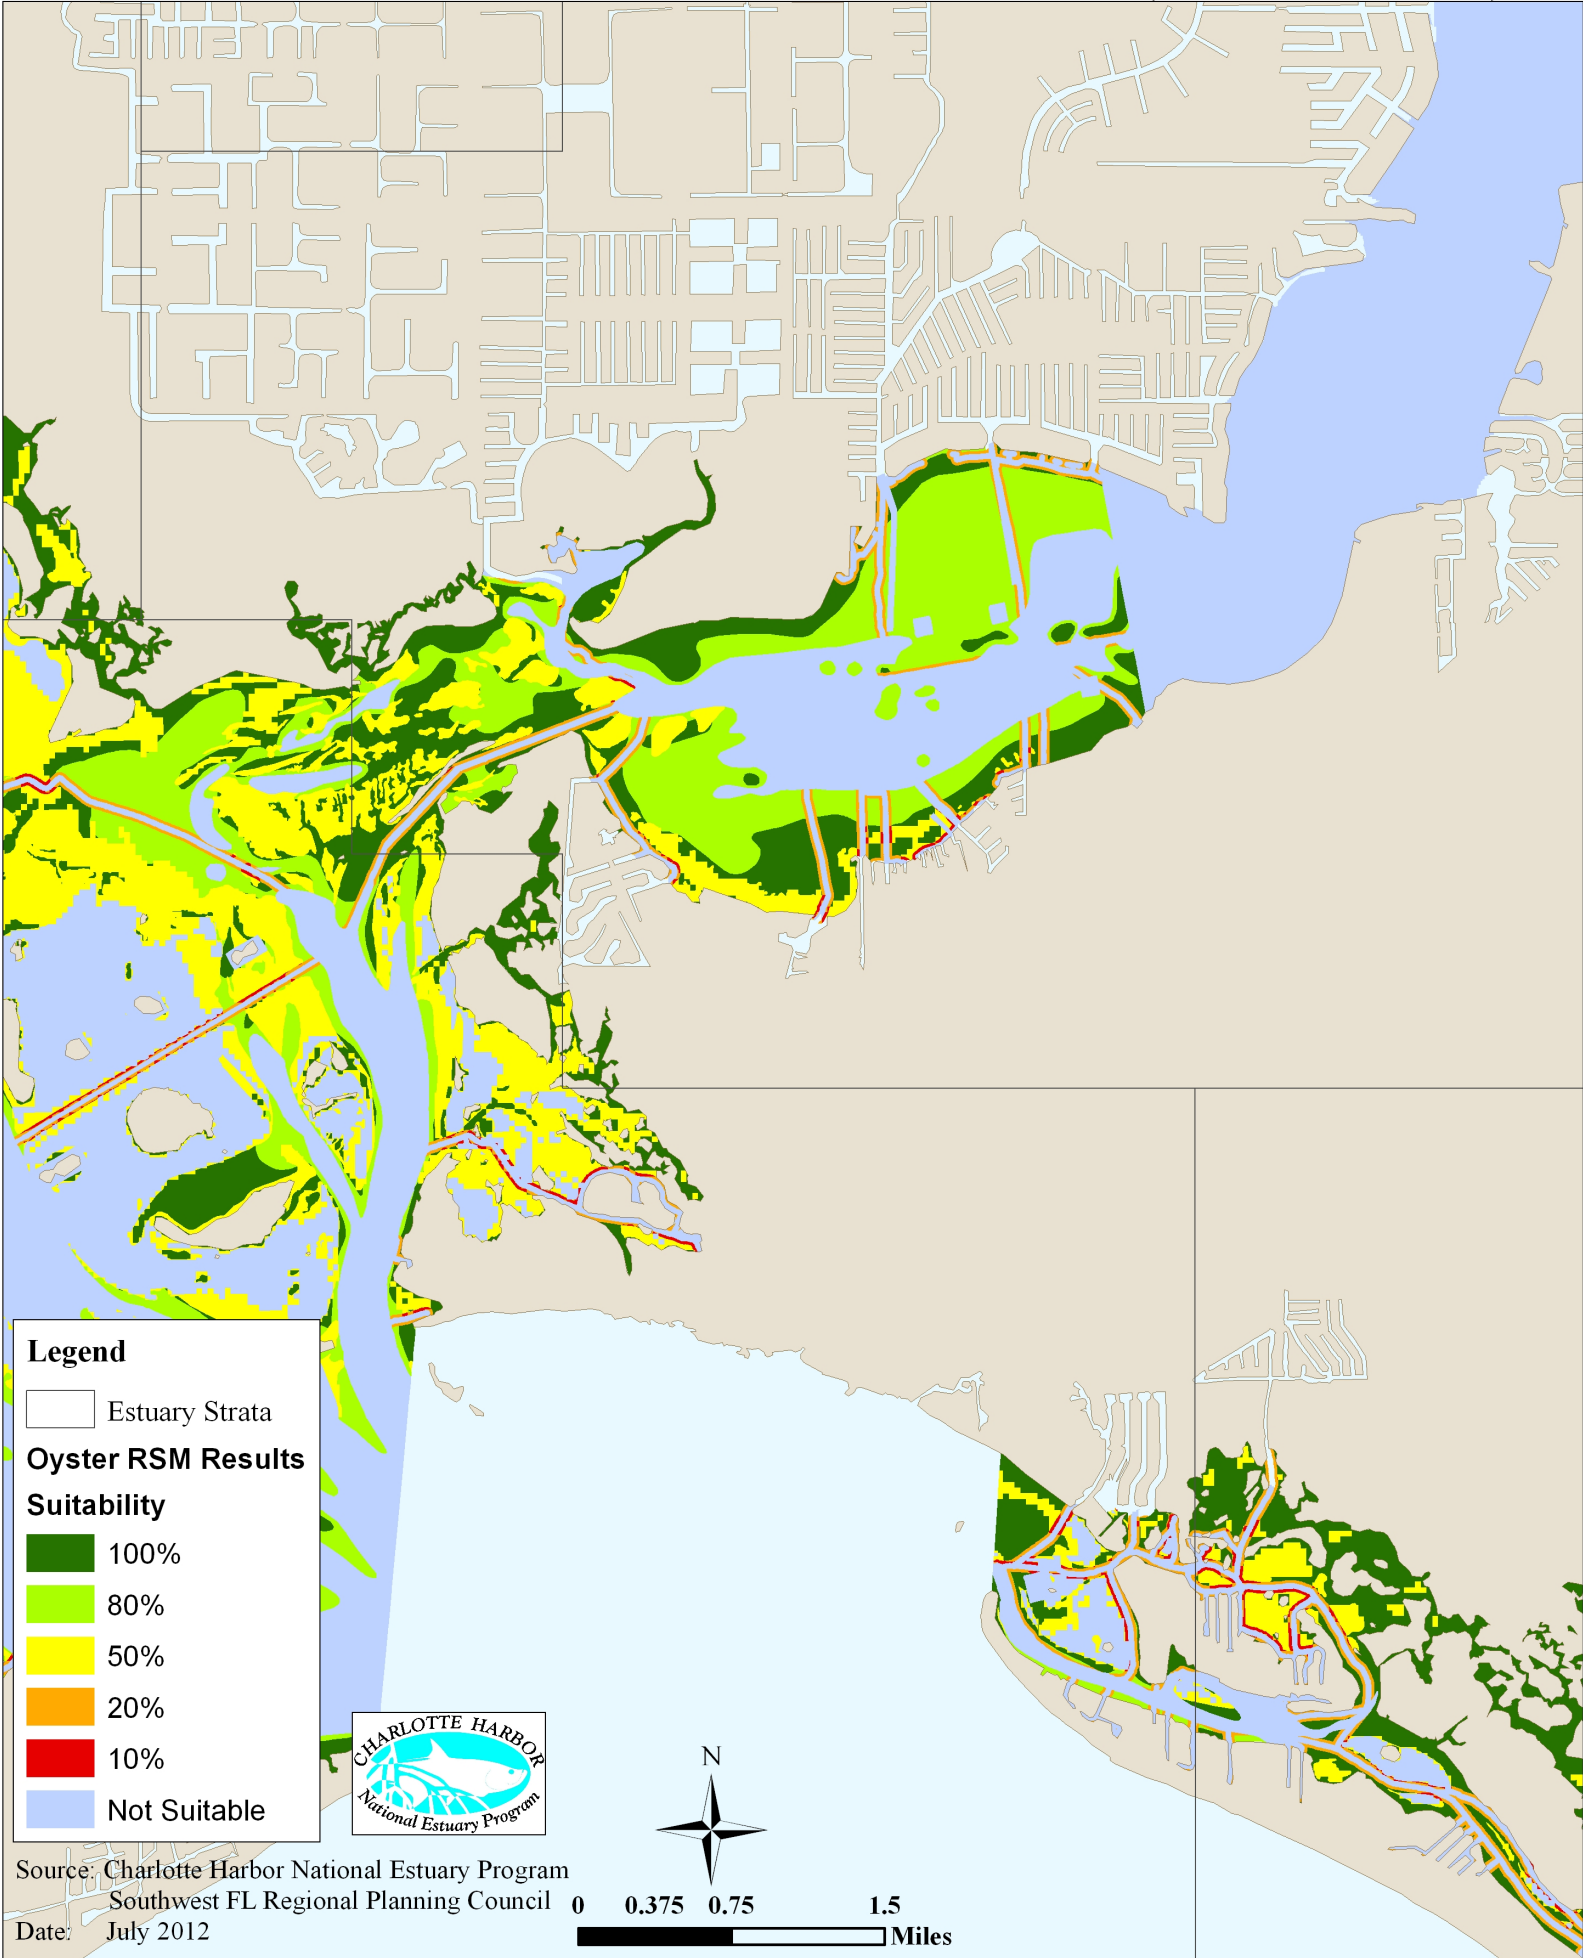 Legend
Estuary Strata
Oyster RSM Results
Suitability
100%
80%
50%
20%
10%
Not Suitable
CHARLOTTE HARBOR
National Estuary Program
N
Source: Charlotte Harbor National Estuary Program
Southwest FL Regional Planning Council
Date: July 2012
0 0.375 0.75 1.5
Miles